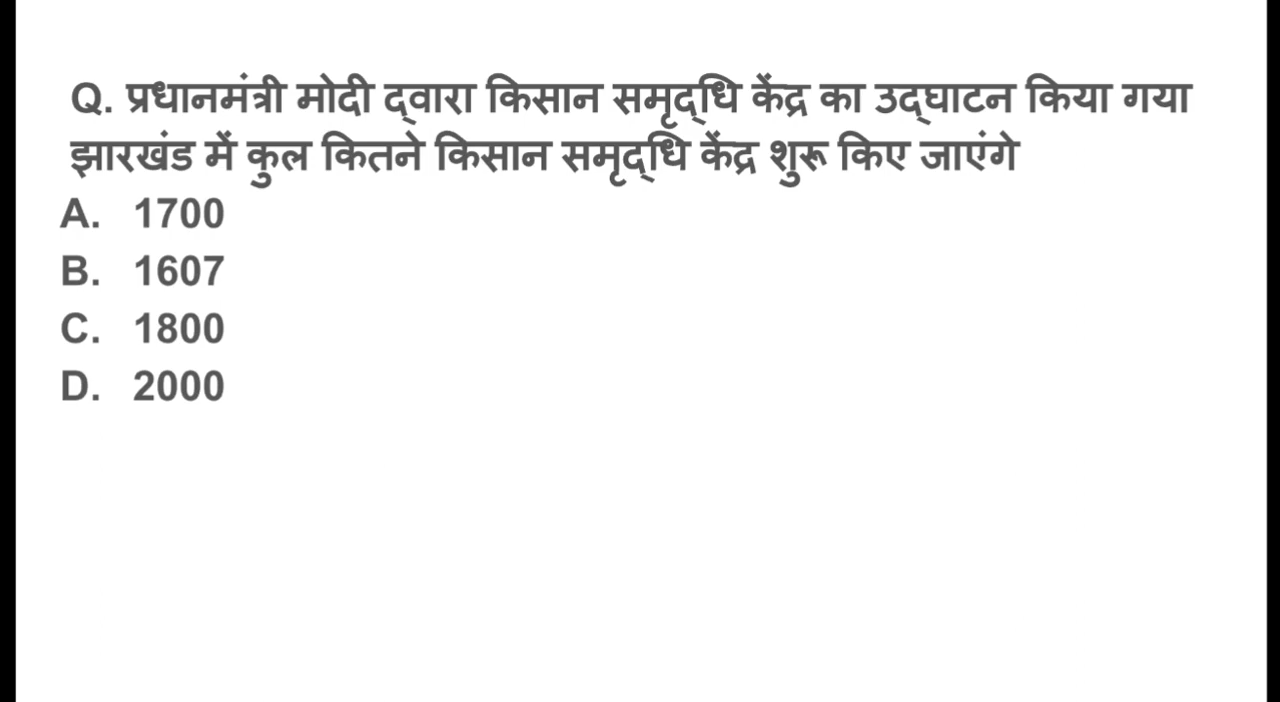 Q. प्रधानमंत्री मोदी द्वारा किसान समृद्धि केंद्र का उद्घाटन किया गया
झारखंड में कुल कितने किसान समृद्धि केंद्र शुरू किए जाएंगे
A. 1700
B. 1607
C. 1800
D. 2000